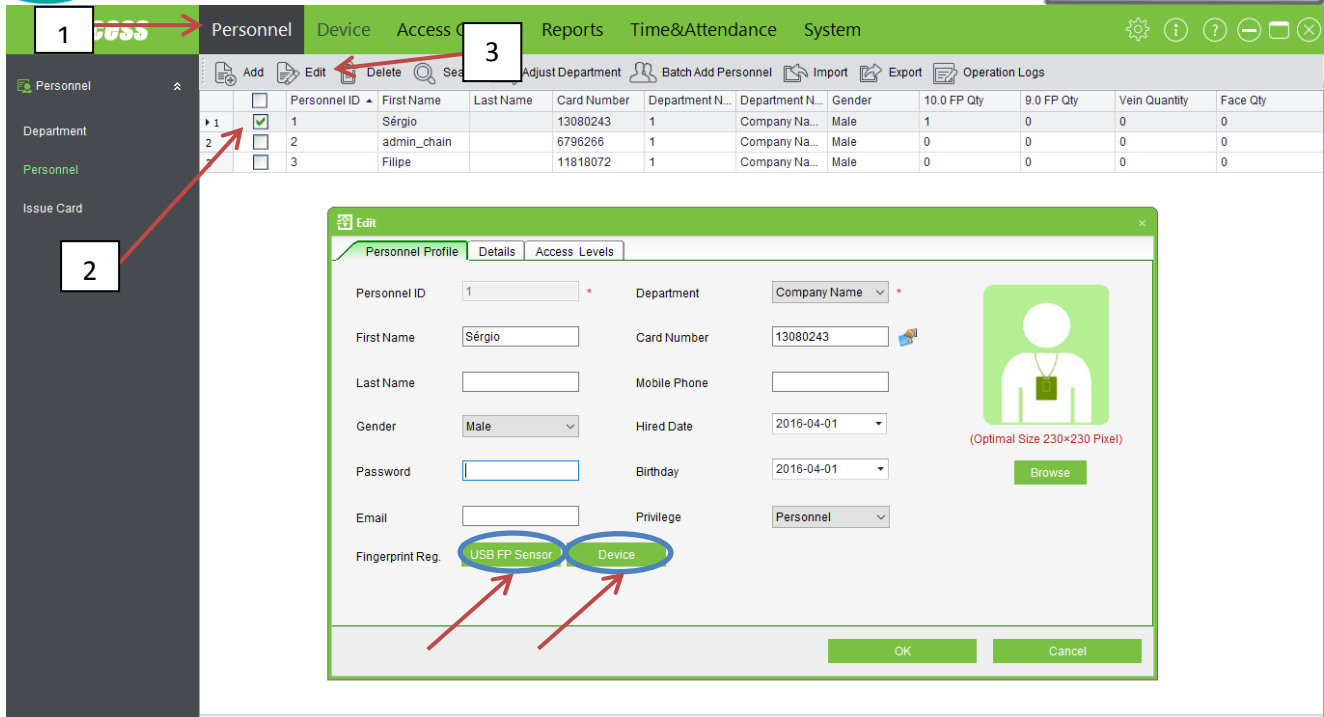 1
cess
Personnel Device Access C Reports Time&Attendance System
3
Add Edit Delete Sea Adjust Department Batch Add Personnel Import Export Operation Logs
Personnel
Department
Personnel
Issue Card
2
Personnel ID First Name Last Name Card Number Department N... Department N... Gender 10.0 FP Qty 9.0 FP Qty Vein Quantity Face Qty
1 1 Sérgio 13080243 1 Company Na... Male 1 0 0 0
2 2 admin_chain 6796266 1 Company Na... Male 0 0 0 0
3 Filipe 11818072 1 Company Na... Male 0 0 0 0
Edit
Personnel Profile Details Access Levels
Personnel ID 1 * Department Company Name *
First Name Sérgio Card Number 13080243
Last Name Mobile Phone
Gender Male Hired Date 2016-04-01
(Optimal Size 230×230 Pixel)
Password Birthday 2016-04-01 Browse
Email Privilege Personnel
Fingerprint Reg. USB FP Sensor Device
OK Cancel